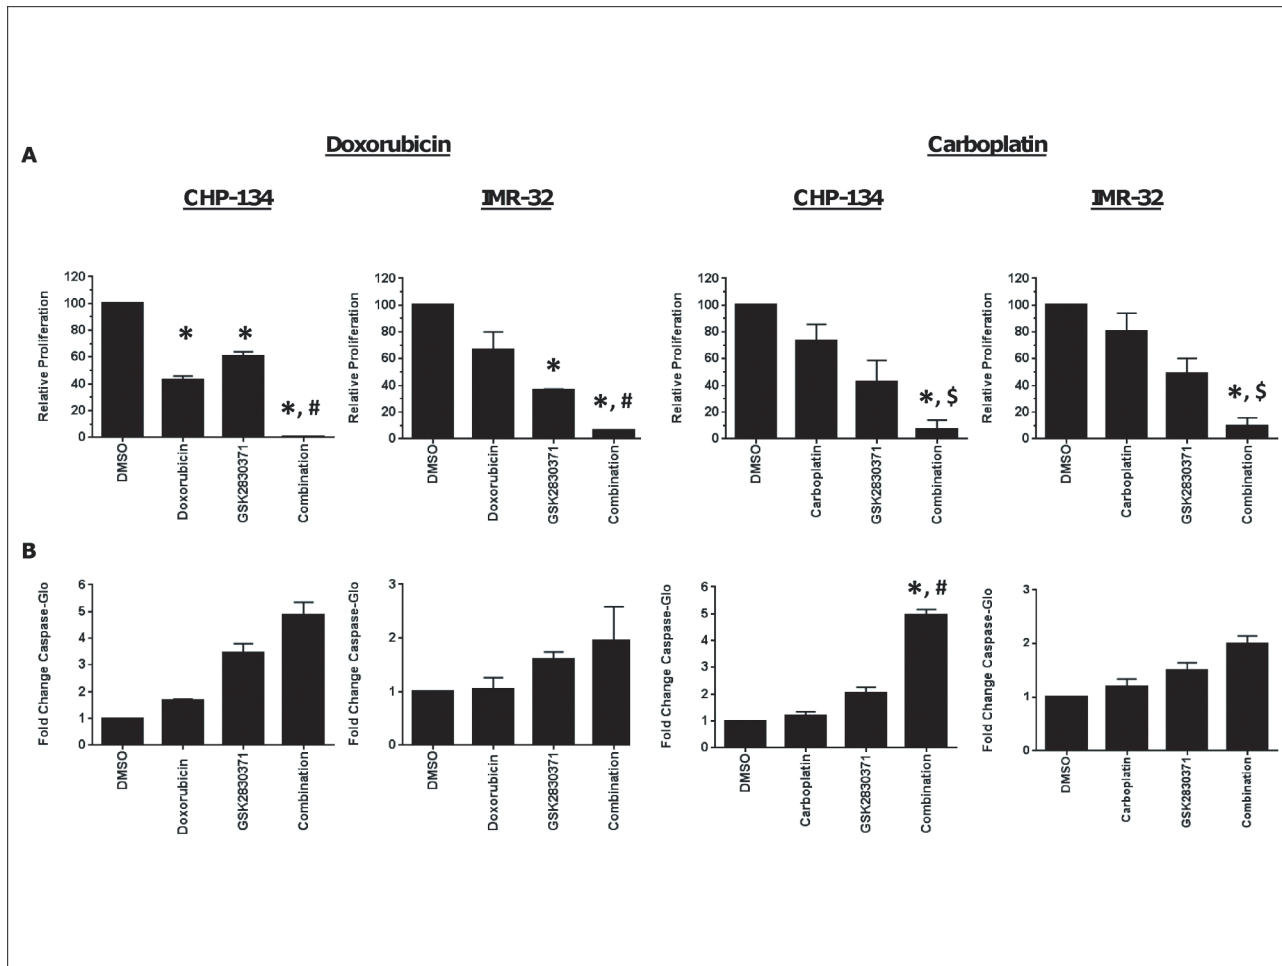 Doxorubicin
Carboplatin
A
CHP-134
IMR-32
CHP-134
IMR-32
Relative Proliferation
120
100
80
60
40
20
0
*
*
*, #
DMSO
Doxorubicin
GSK2830371
Combination
Relative Proliferation
120
100
80
60
40
20
0
*
*, #
DMSO
Doxorubicin
GSK2830371
Combination
Relative Proliferation
120
100
80
60
40
20
0
*, $
DMSO
Carboplatin
GSK2830371
Combination
Relative Proliferation
120
100
80
60
40
20
0
*, $
DMSO
Carboplatin
GSK2830371
Combination
B
Fold Change Caspase-Glo
6
5
4
3
2
1
0
DMSO
Doxorubicin
GSK2830371
Combination
Fold Change Caspase-Glo
3
2
1
0
DMSO
Doxorubicin
GSK2830371
Combination
Fold Change Caspase-Glo
6
5
4
3
2
1
0
*, #
DMSO
Carboplatin
GSK2830371
Combination
Fold Change Caspase-Glo
3
2
1
0
DMSO
Carboplatin
GSK2830371
Combination